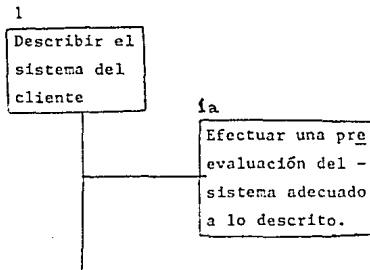 1
Describir el
sistema del
cliente
1a
Efectuar una pre
evaluación del -
sistema adecuado
a lo descrito.